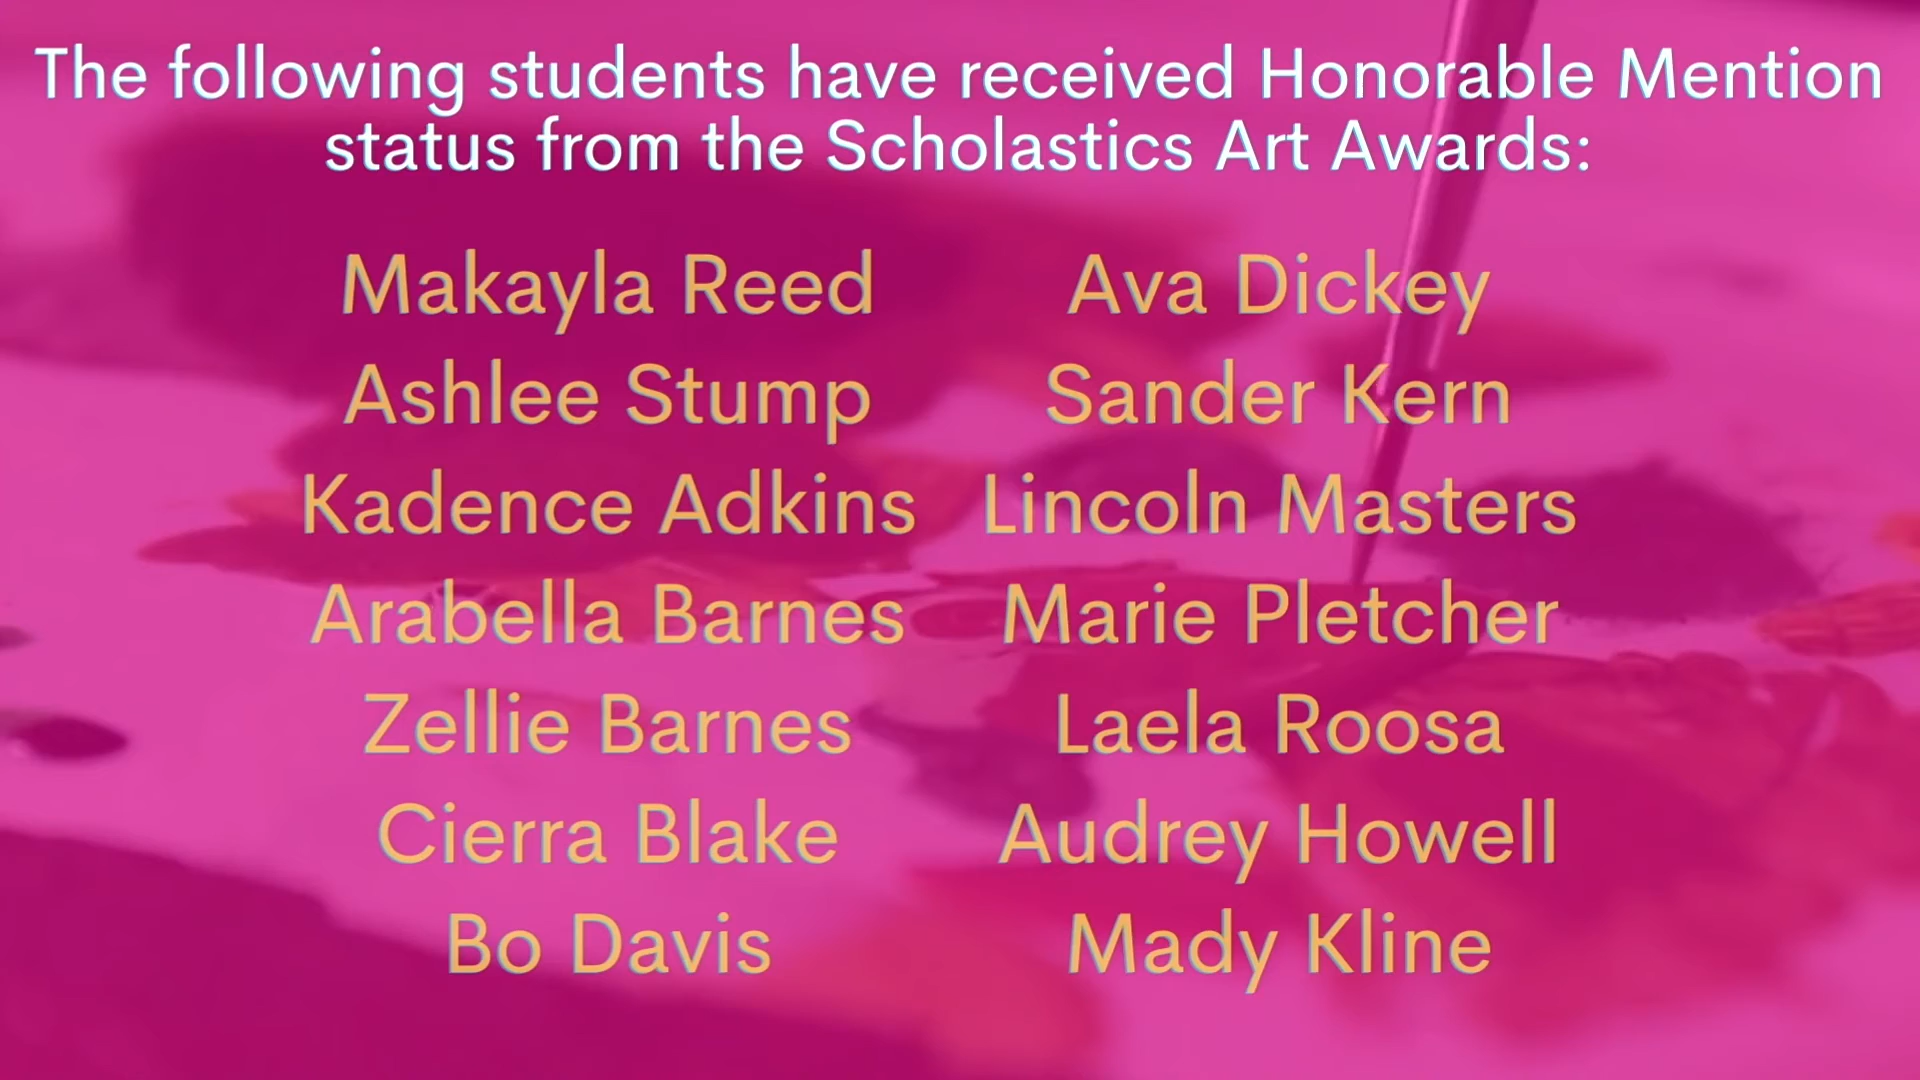 The following students have received Honorable Mention
status from the Scholastics Art Awards:
Makayla Reed
Ashlee Stump
Kadence Adkins
Arabella Barnes
Zellie Barnes
Cierra Blake
Bo Davis
Ava Dickey
Sander Kern
Lincoln Masters
Marie Pletcher
Laela Roosa
Audrey Howell
Mady Kline